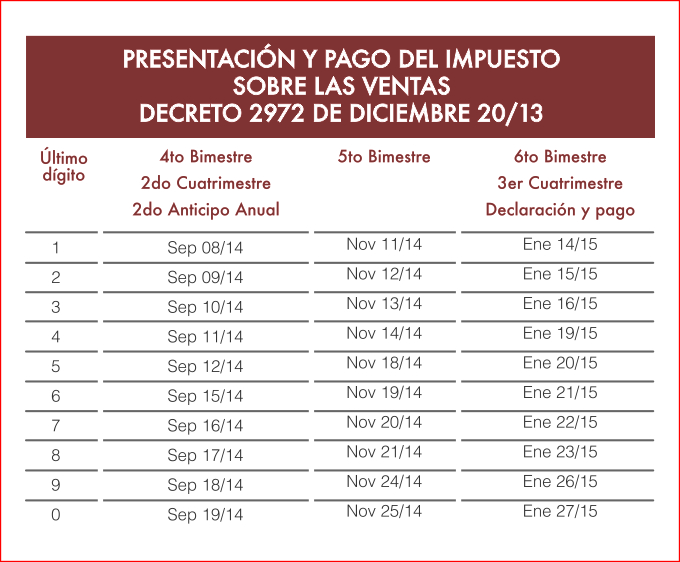 PRESENTACIÓN Y PAGO DEL IMPUESTO
SOBRE LAS VENTAS
DECRETO 2972 DE DICIEMBRE 20/13
Último dígito 4to Bimestre 5to Bimestre 6to Bimestre
2do Cuatrimestre 3er Cuatrimestre
2do Anticipo Anual Declaración y pago
1 Sep 08/14 Nov 11/14 Ene 14/15
2 Sep 09/14 Nov 12/14 Ene 15/15
3 Sep 10/14 Nov 13/14 Ene 16/15
4 Sep 11/14 Nov 14/14 Ene 19/15
5 Sep 12/14 Nov 18/14 Ene 20/15
6 Sep 15/14 Nov 19/14 Ene 21/15
7 Sep 16/14 Nov 20/14 Ene 22/15
8 Sep 17/14 Nov 21/14 Ene 23/15
9 Sep 18/14 Nov 24/14 Ene 26/15
0 Sep 19/14 Nov 25/14 Ene 27/15